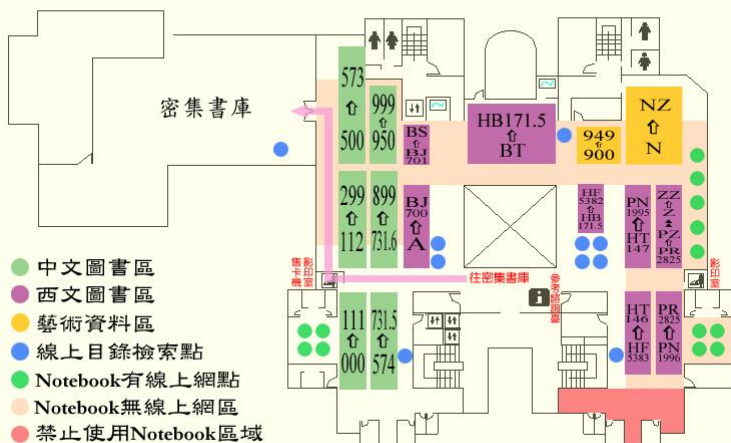 573
⇧
500
999
⇧
950
密集書庫
BS
⇧
BJ
701
HB171.5
⇧
BT
949
⇧
900
NZ
⇧
N
299
⇧
112
899
⇧
731.6
BJ
700
⇧
A
HF
5382
⇧
HB
171.5
PN
1995
⇧
HT
147
ZZ
⇧
Z
PZ
⇧
PR
2825
售卡機
影印室
往密集書庫
參考諮詢臺
影印室
111
⇧
000
731.5
⇧
574
HT
146
⇧
HF
5383
PR
2825
⇧
PN
1996
中文圖書區
西文圖書區
藝術資料區
線上目錄檢索點
Notebook有線上網點
Notebook無線上網區
禁止使用Notebook區域